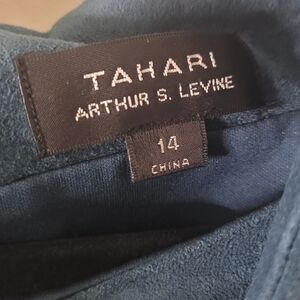 TAHARI
ARTHUR S. LEVINE
14
CHINA